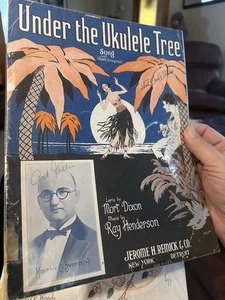 Under the Ukulele Tree
Song
Lyric by
Mort Dixon
Music by
Ray Henderson
JEROME H. REMICK & CO.
NEW YORK DETROIT